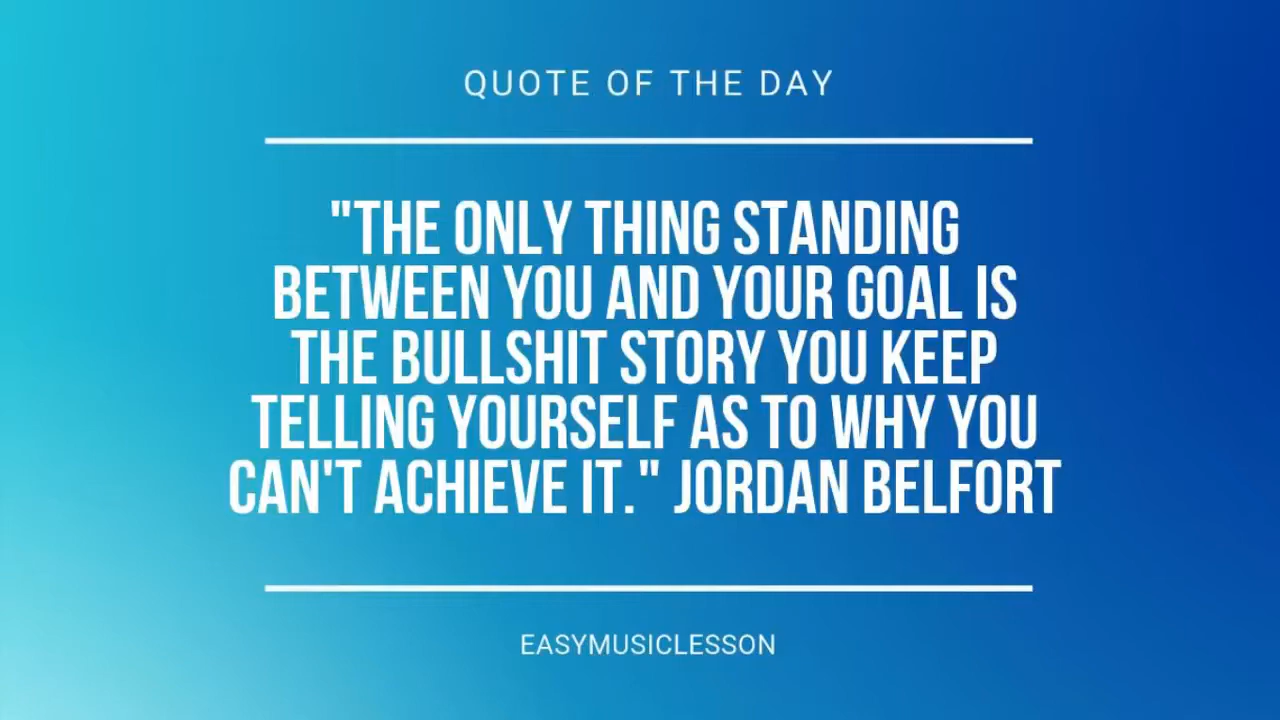 QUOTE OF THE DAY
"THE ONLY THING STANDING
BETWEEN YOU AND YOUR GOAL IS
THE BULLSHIT STORY YOU KEEP
TELLING YOURSELF AS TO WHY YOU
CAN'T ACHIEVE IT." JORDAN BELFORT
EASYMUSICLESSON